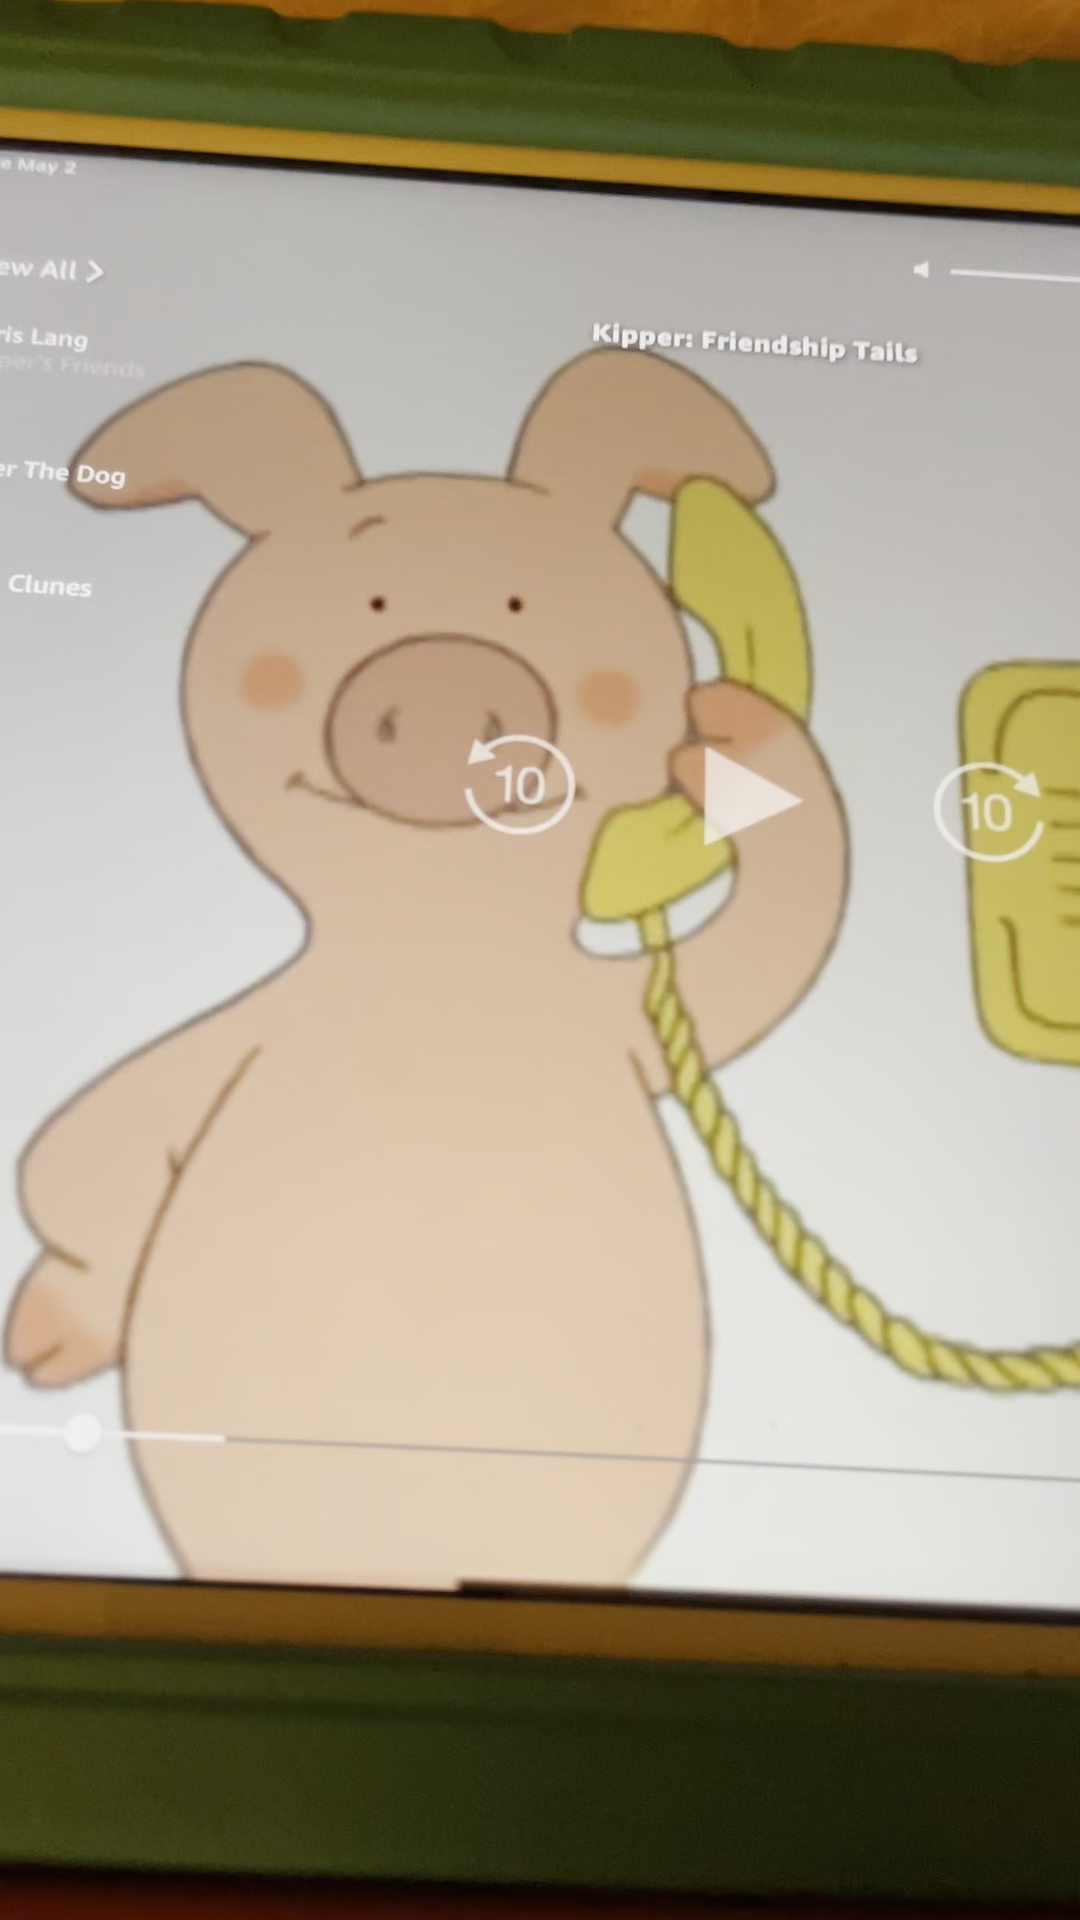 e May 2
ew All >
Kipper: Friendship Tails
ris Lang
per's Friends
er The Dog
Clunes
10
10